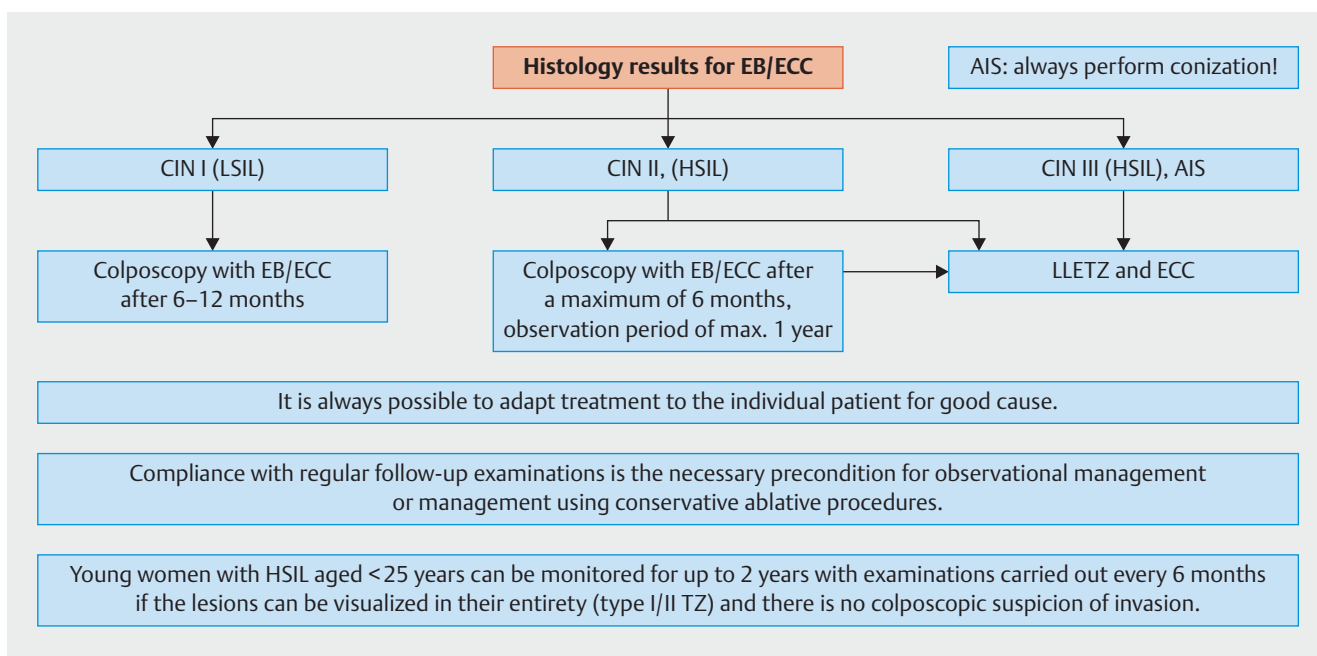 Histology results for EB/ECC
AIS: always perform conization!
CIN I (LSIL)
CIN II, (HSIL)
CIN III (HSIL), AIS
Colposcopy with EB/ECC
after 6–12 months
Colposcopy with EB/ECC after
a maximum of 6 months,
observation period of max. 1 year
LLETZ and ECC
It is always possible to adapt treatment to the individual patient for good cause.
Compliance with regular follow-up examinations is the necessary precondition for observational management
or management using conservative ablative procedures.
Young women with HSIL aged <25 years can be monitored for up to 2 years with examinations carried out every 6 months
if the lesions can be visualized in their entirety (type I/II TZ) and there is no colposcopic suspicion of invasion.